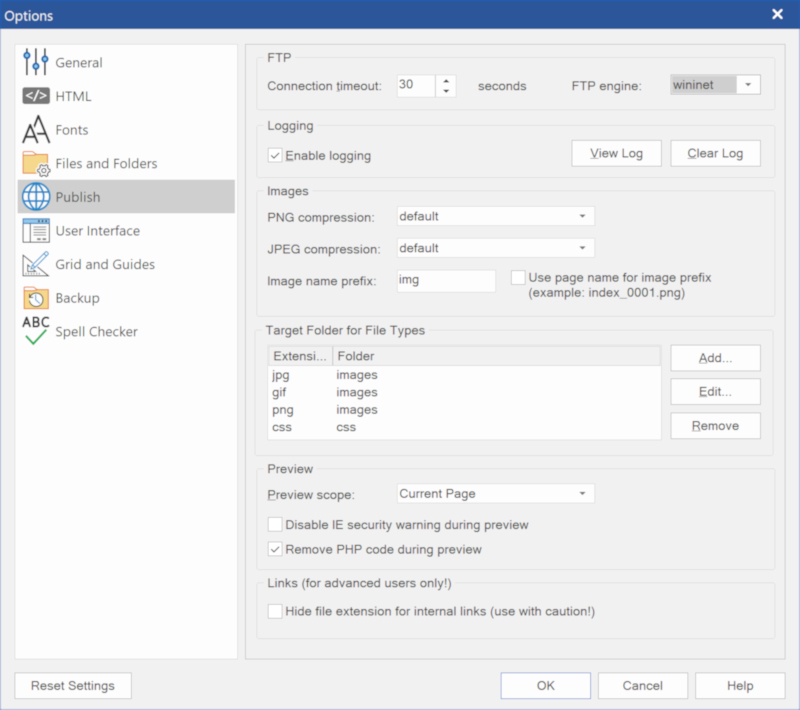 Options
General
</> HTML
Fonts
Files and Folders
Publish
User Interface
Grid and Guides
Backup
ABC
Spell Checker
FTP
Connection timeout: 30 seconds FTP engine: wininet
Logging
Enable logging View Log Clear Log
Images
PNG compression: default
JPEG compression: default
Image name prefix: img Use page name for image prefix
(example: index_0001.png)
Target Folder for File Types
Extensi... Folder
jpg images
gif images
png images
css css
Add...
Edit...
Remove
Preview
Preview scope: Current Page
Disable IE security warning during preview
Remove PHP code during preview
Links (for advanced users only!)
Hide file extension for internal links (use with caution!)
Reset Settings OK Cancel Help